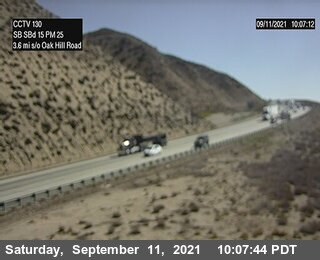 CCTV 130
SB SBd 15 PM 25
3.6 mi s/o Oak Hill Road
09/11/2021 10:07:12
Saturday, September 11, 2021 10:07:44 PDT